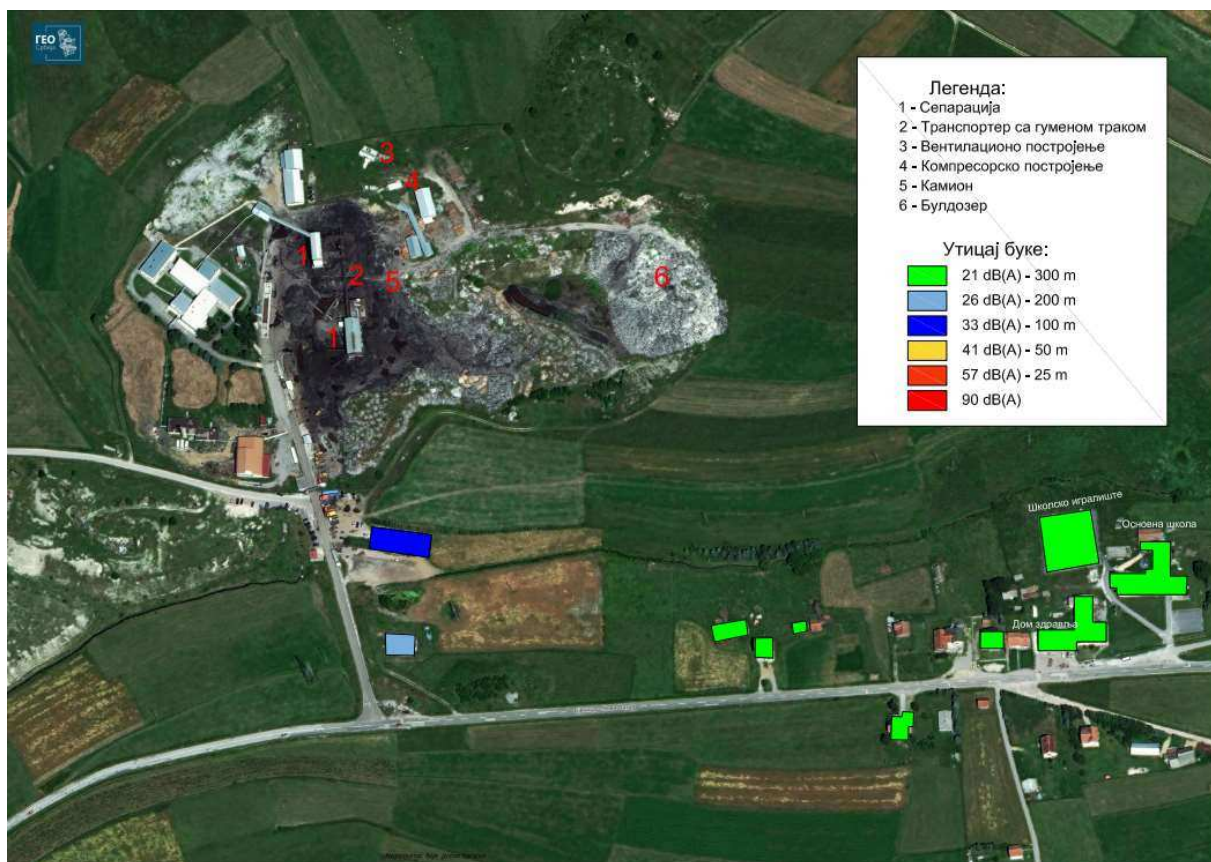 ГЕО
Србија
Легенда:
1 - Сепарација
2 - Транспортер са гуменом траком
3 - Вентилационо постројење
4 - Компресорско постројење
5 - Камион
6 - Булдозер
Утицај буке:
21 dB(A) - 300 m
26 dB(A) - 200 m
33 dB(A) - 100 m
41 dB(A) - 50 m
57 dB(A) - 25 m
90 dB(A)
3
4
1
2
5
6
1
Школско игралиште
Основна школа
Дом здравља